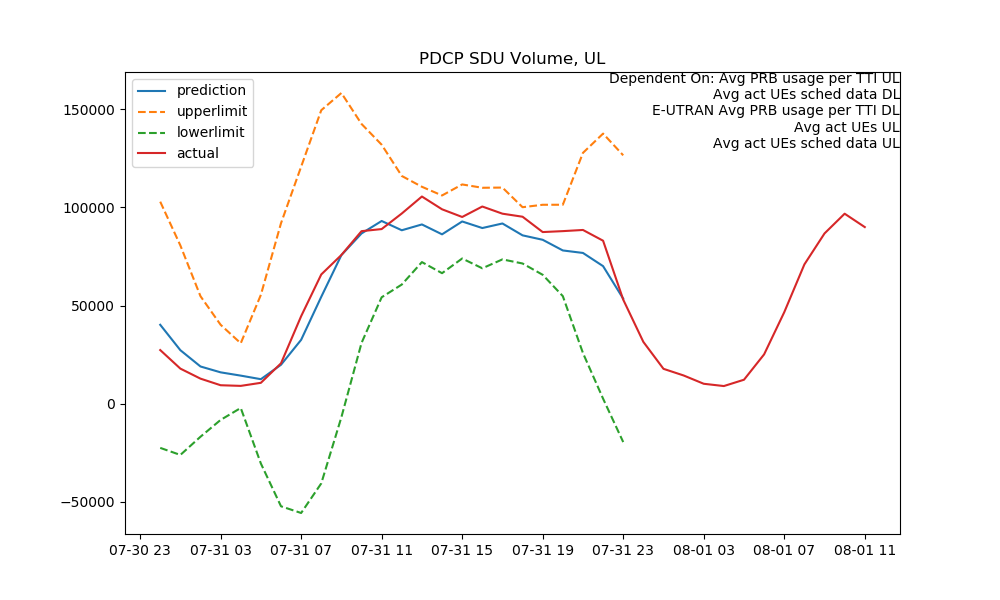 PDCP SDU Volume, UL
prediction
upperlimit
lowerlimit
actual
Dependent On: Avg PRB usage per TTI UL
Avg act UEs sched data DL
E-UTRAN Avg PRB usage per TTI DL
Avg act UEs UL
Avg act UEs sched data UL
150000
100000
50000
0
−50000
07-30 23 07-31 03 07-31 07 07-31 11 07-31 15 07-31 19 07-31 23 08-01 03 08-01 07 08-01 11